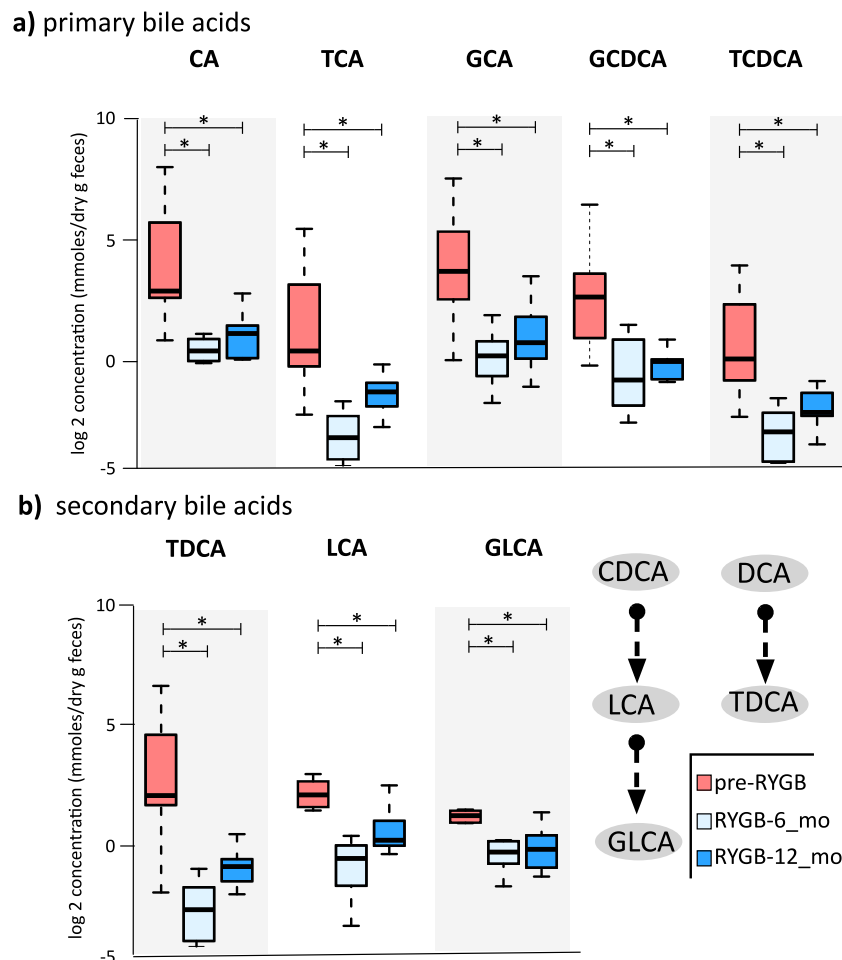 a) primary bile acids
CA TCA GCA GCDCA TCDCA
log 2 concentration (mmoles/dry g feces)
10
5
0
-5
* * * * * * * * * *
b) secondary bile acids
TDCA LCA GLCA
log 2 concentration (mmoles/dry g feces)
10
5
0
-5
* * * * * *
CDCA DCA
LCA TDCA
GLCA
pre-RYGB
RYGB-6_mo
RYGB-12_mo